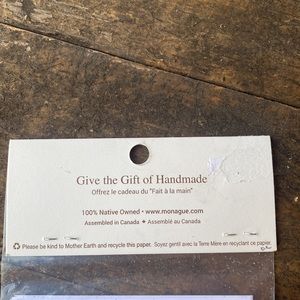 Give the Gift of Handmade
Offrez le cadeau du "Fait à la main"
100% Native Owned • www.monague.com
Assembled in Canada ✦ Assemblé au Canada
Please be kind to Mother Earth and recycle this paper. Soyez gentil avec la Terre Mère en recyclant ce papier.